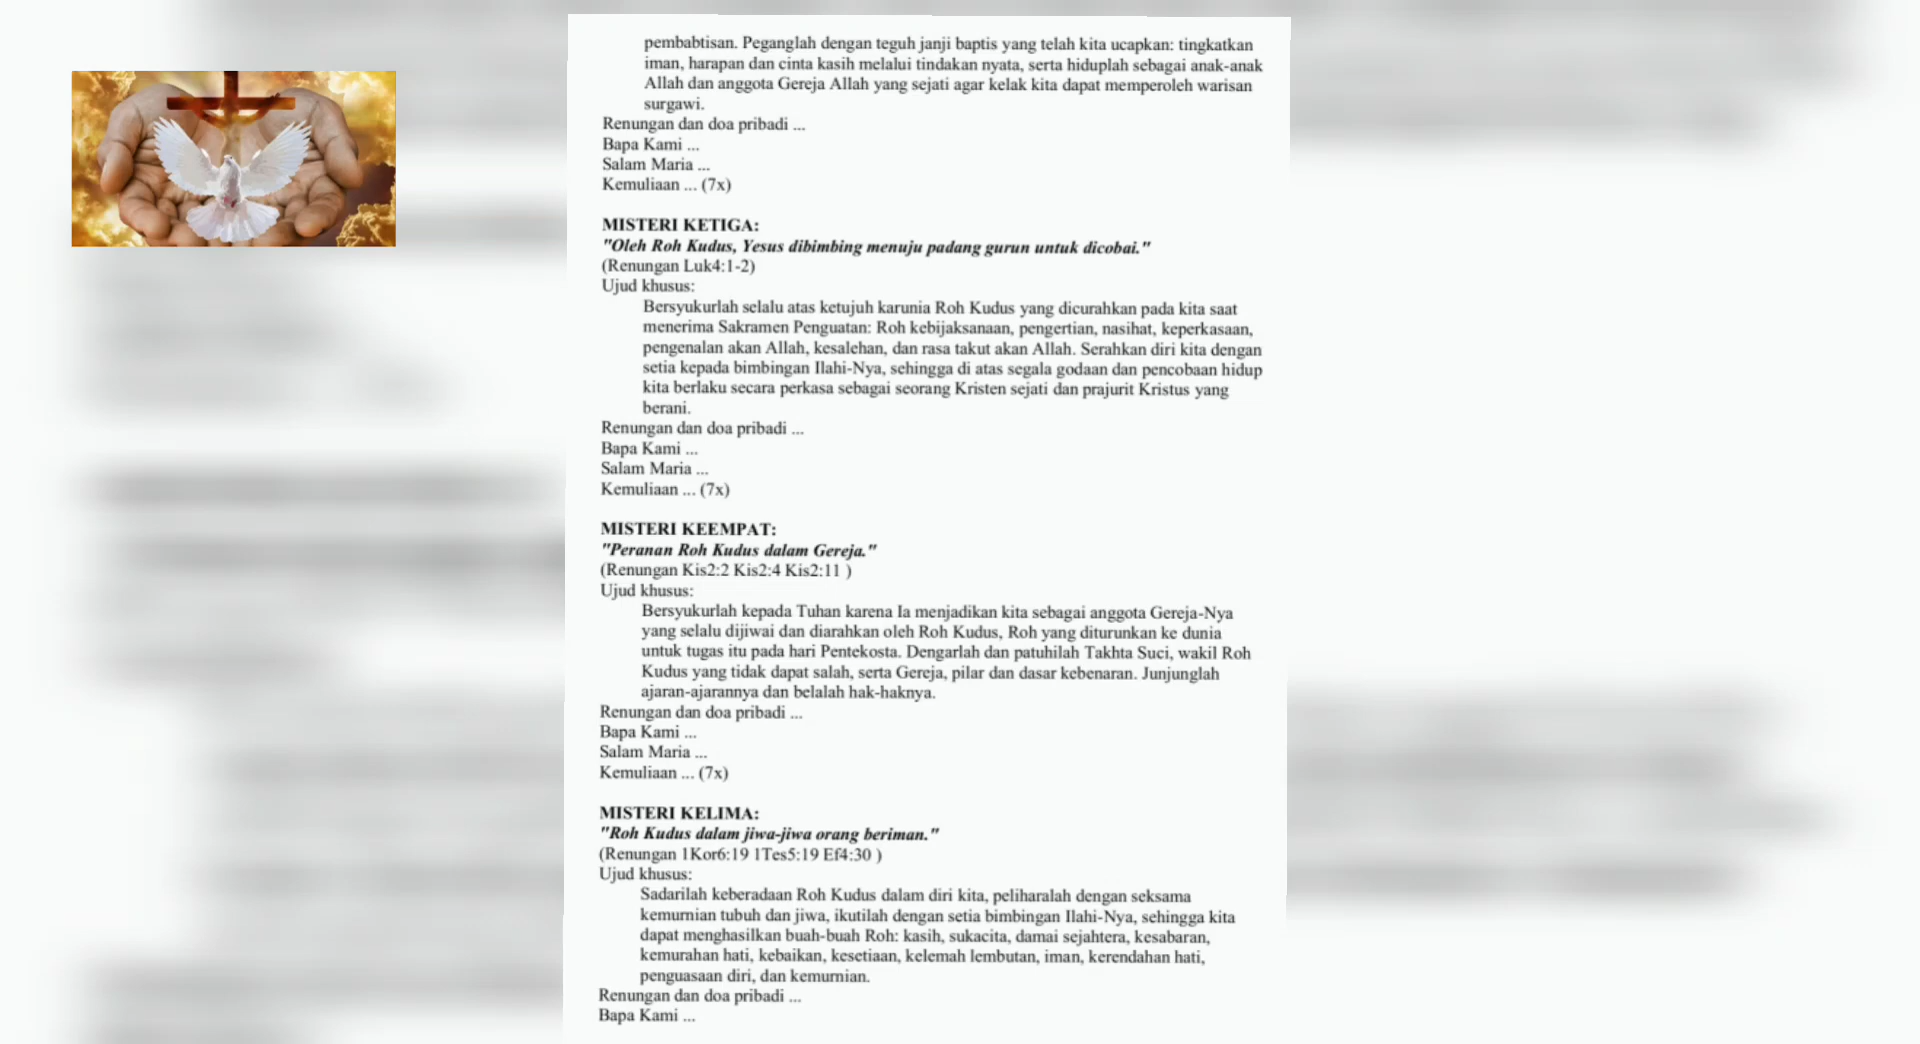 pembabtisan. Peganglah dengan teguh janji baptis yang telah kita ucapkan: tingkatkan
iman, harapan dan cinta kasih melalui tindakan nyata, serta hiduplah sebagai anak-anak
Allah dan anggota Gereja Allah yang sejati agar kelak kita dapat memperoleh warisan
surgawi.
Renungan dan doa pribadi ...
Bapa Kami ...
Salam Maria ...
Kemuliaan ... (7x)
MISTERI KETIGA:
"Oleh Roh Kudus, Yesus dibimbing menuju padang gurun untuk dicobai."
(Renungan Luk4:1-2)
Ujud khusus:
Bersyukurlah selalu atas ketujuh karunia Roh Kudus yang dicurahkan pada kita saat
menerima Sakramen Penguatan: Roh kebijaksanaan, pengertian, nasihat, keperkasaan,
pengenalan akan Allah, kesalehan, dan rasa takut akan Allah. Serahkan diri kita dengan
setia kepada bimbingan Ilahi-Nya, sehingga di atas segala godaan dan pencobaan hidup
kita berlaku secara perkasa sebagai seorang Kristen sejati dan prajurit Kristus yang
berani.
Renungan dan doa pribadi ...
Bapa Kami ...
Salam Maria ...
Kemuliaan ... (7x)
MISTERI KEEMPAT:
"Peranan Roh Kudus dalam Gereja."
(Renungan Kis2:2 Kis2:4 Kis2:11 )
Ujud khusus:
Bersyukurlah kepada Tuhan karena Ia menjadikan kita sebagai anggota Gereja-Nya
yang selalu dijiwai dan diarahkan oleh Roh Kudus, Roh yang diturunkan ke dunia
untuk tugas itu pada hari Pentekosta. Dengarlah dan patuhilah Takhta Suci, wakil Roh
Kudus yang tidak dapat salah, serta Gereja, pilar dan dasar kebenaran. Junjunglah
ajaran-ajarannya dan belalah hak-haknya.
Renungan dan doa pribadi ...
Bapa Kami ...
Salam Maria ...
Kemuliaan ... (7x)
MISTERI KELIMA:
"Roh Kudus dalam jiwa-jiwa orang beriman."
(Renungan 1Kor6:19 1Tes5:19 Ef4:30 )
Ujud khusus:
Sadarilah keberadaan Roh Kudus dalam diri kita, peliharalah dengan seksama
kemurnian tubuh dan jiwa, ikutilah dengan setia bimbingan Ilahi-Nya, sehingga kita
dapat menghasilkan buah-buah Roh: kasih, sukacita, damai sejahtera, kesabaran,
kemurahan hati, kebaikan, kesetiaan, kelemah lembutan, iman, kerendahan hati,
penguasaan diri, dan kemurnian.
Renungan dan doa pribadi ...
Bapa Kami ...